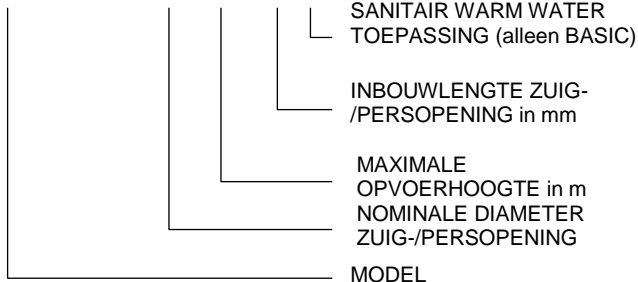 SANITAIR WARM WATER
TOEPASSING (alleen BASIC)
INBOUWLENGTE ZUIG-
/PERSOPENING in mm
MAXIMALE
OPVOERHOOGTE in m
NOMINALE DIAMETER
ZUIG-/PERSOPENING
MODEL